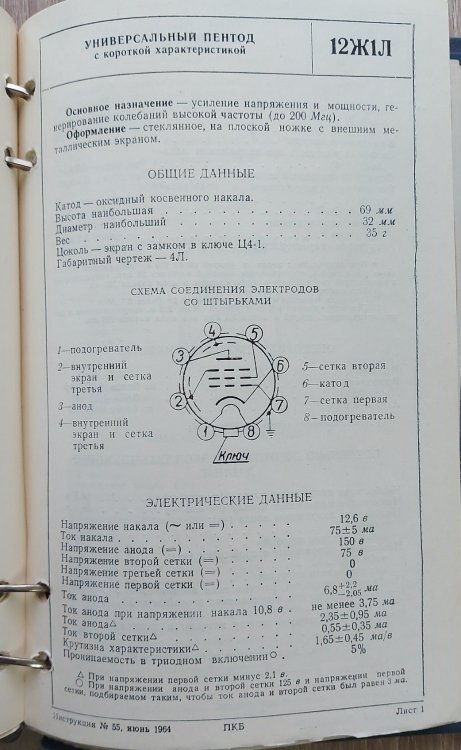 УНИВЕРСАЛЬНЫЙ ПЕНТОД
с короткой характеристикой
12Ж1Л
Основное назначение — усиление напряжения и мощности, ге-
нерирование колебаний высокой частоты (до 200 Мгц).
Оформление — стеклянное, на плоской ножке с внешним ме-
таллическим экраном.
ОБЩИЕ ДАННЫЕ
Катод — оксидный косвенного накала.
Высота наибольшая . . . . . . . . . . . . 69 мм
Диаметр наибольший . . . . . . . . . . . . 32 мм
Вес . . . . . . . . . . . . 35 г
Цоколь — экран с замком в ключе Ц4-1.
Габаритный чертеж — 4Л.
СХЕМА СОЕДИНЕНИЯ ЭЛЕКТРОДОВ
СО ШТЫРЬКАМИ
1—подогреватель
2—внутренний
экран и сетка
третья
3—анод
4—внутренний
экран и сетка
третья
4
5
3
6
2
7
1
8
Ключ
5—сетка вторая
6—катод
7—сетка первая
8—подогреватель
ЭЛЕКТРИЧЕСКИЕ ДАННЫЕ
Напряжение накала (~ или =) . . . . . 12,6 в
Ток накала . . . . . . . . . . 75±5 ма
Напряжение анода (=) . . . . . . . 150 в
Напряжение второй сетки (=) . . . . . 75 в
Напряжение третьей сетки (=) . . . . . 0
Напряжение первой сетки (=) . . . . . 0
Ток анода . . . . . . . . . . 6,8+2,2−2,05 ма
Ток анода при напряжении накала 10,8 в . . . не менее 3,75 ма
Ток анода△ . . . . . . . . . . 2,35±0,95 ма
Ток второй сетки△ . . . . . . . . 0,55±0,35 ма
Крутизна характеристики△ . . . . . . 1,65±0,45 ма/в
Проницаемость в триодном включении○ . . . 5%
△ При напряжении первой сетки минус 2,1 в.
○ При напряжении анода и второй сетки 125 в и напряжении первой
сетки, подбираемом таким, чтобы ток анода и второй сетки был равен 3 ма.
Инструкция № 55, июнь 1964
ПКБ
Лист 1